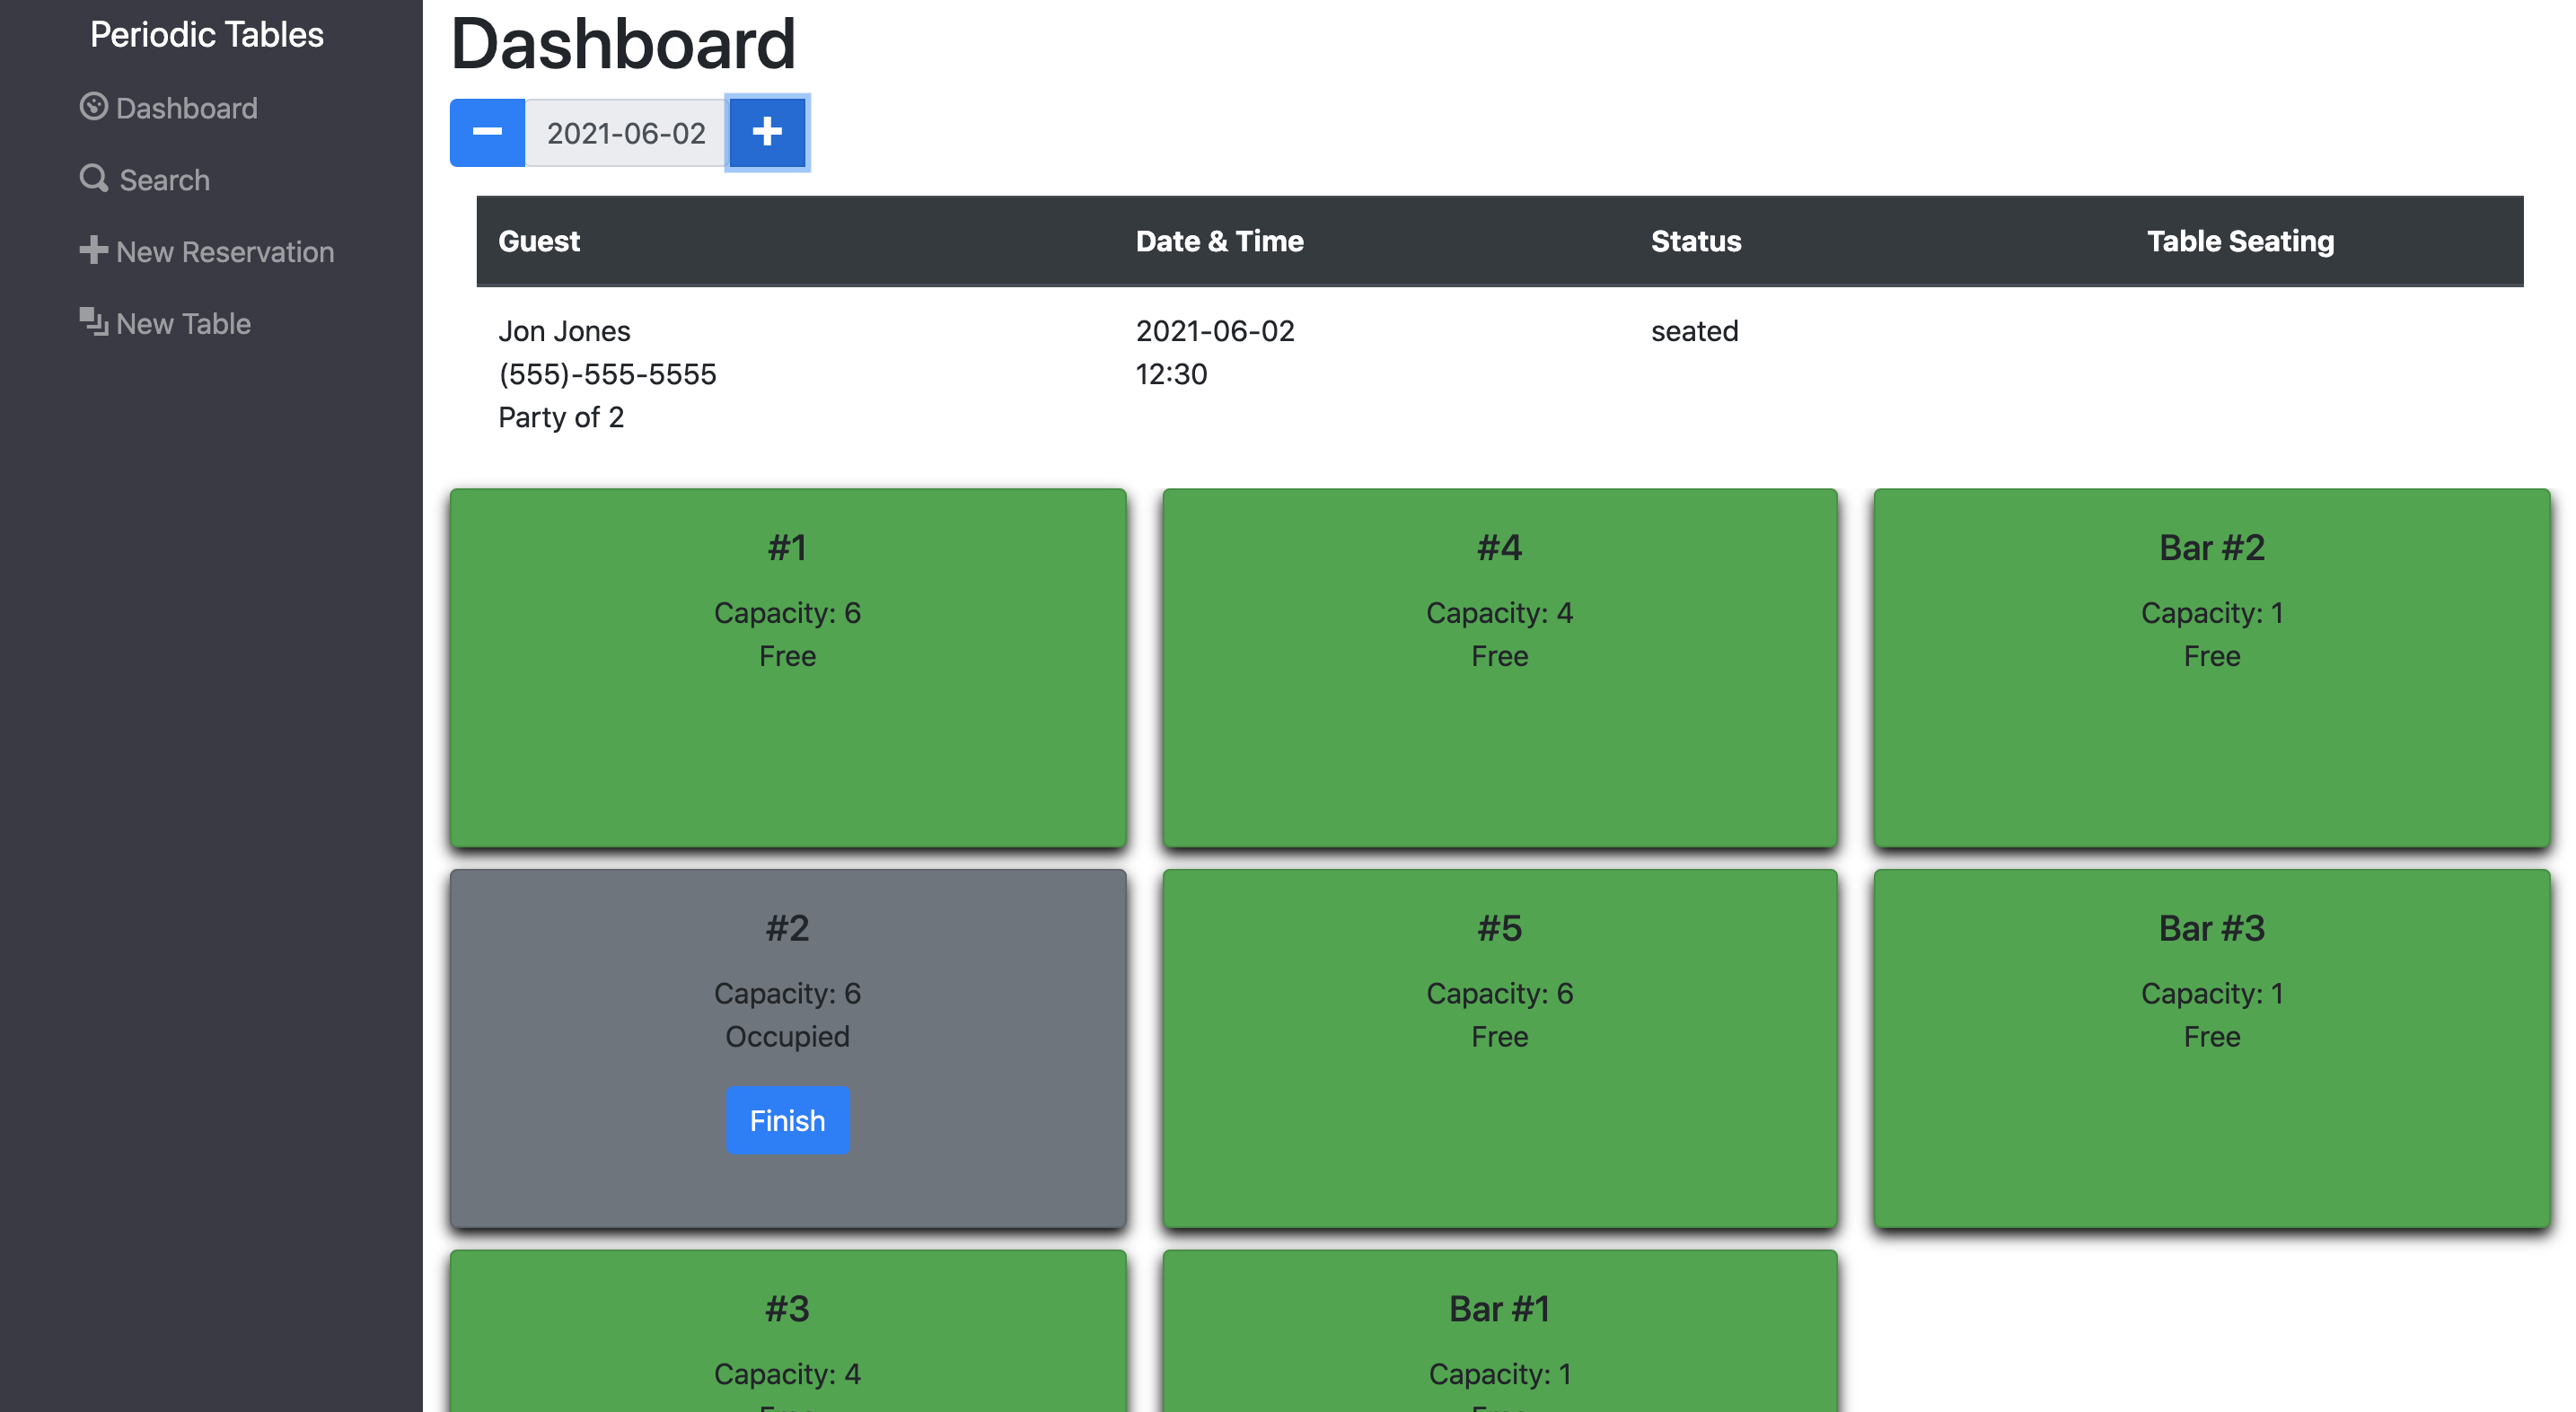 Periodic Tables
Dashboard
Search
New Reservation
New Table
Dashboard
2021-06-02
Guest Date & Time Status Table Seating
Jon Jones 2021-06-02 seated
(555)-555-5555 12:30
Party of 2
#1
Capacity: 6
Free
#4
Capacity: 4
Free
Bar #2
Capacity: 1
Free
#2
Capacity: 6
Occupied
Finish
#5
Capacity: 6
Free
Bar #3
Capacity: 1
Free
#3
Capacity: 4
Bar #1
Capacity: 1